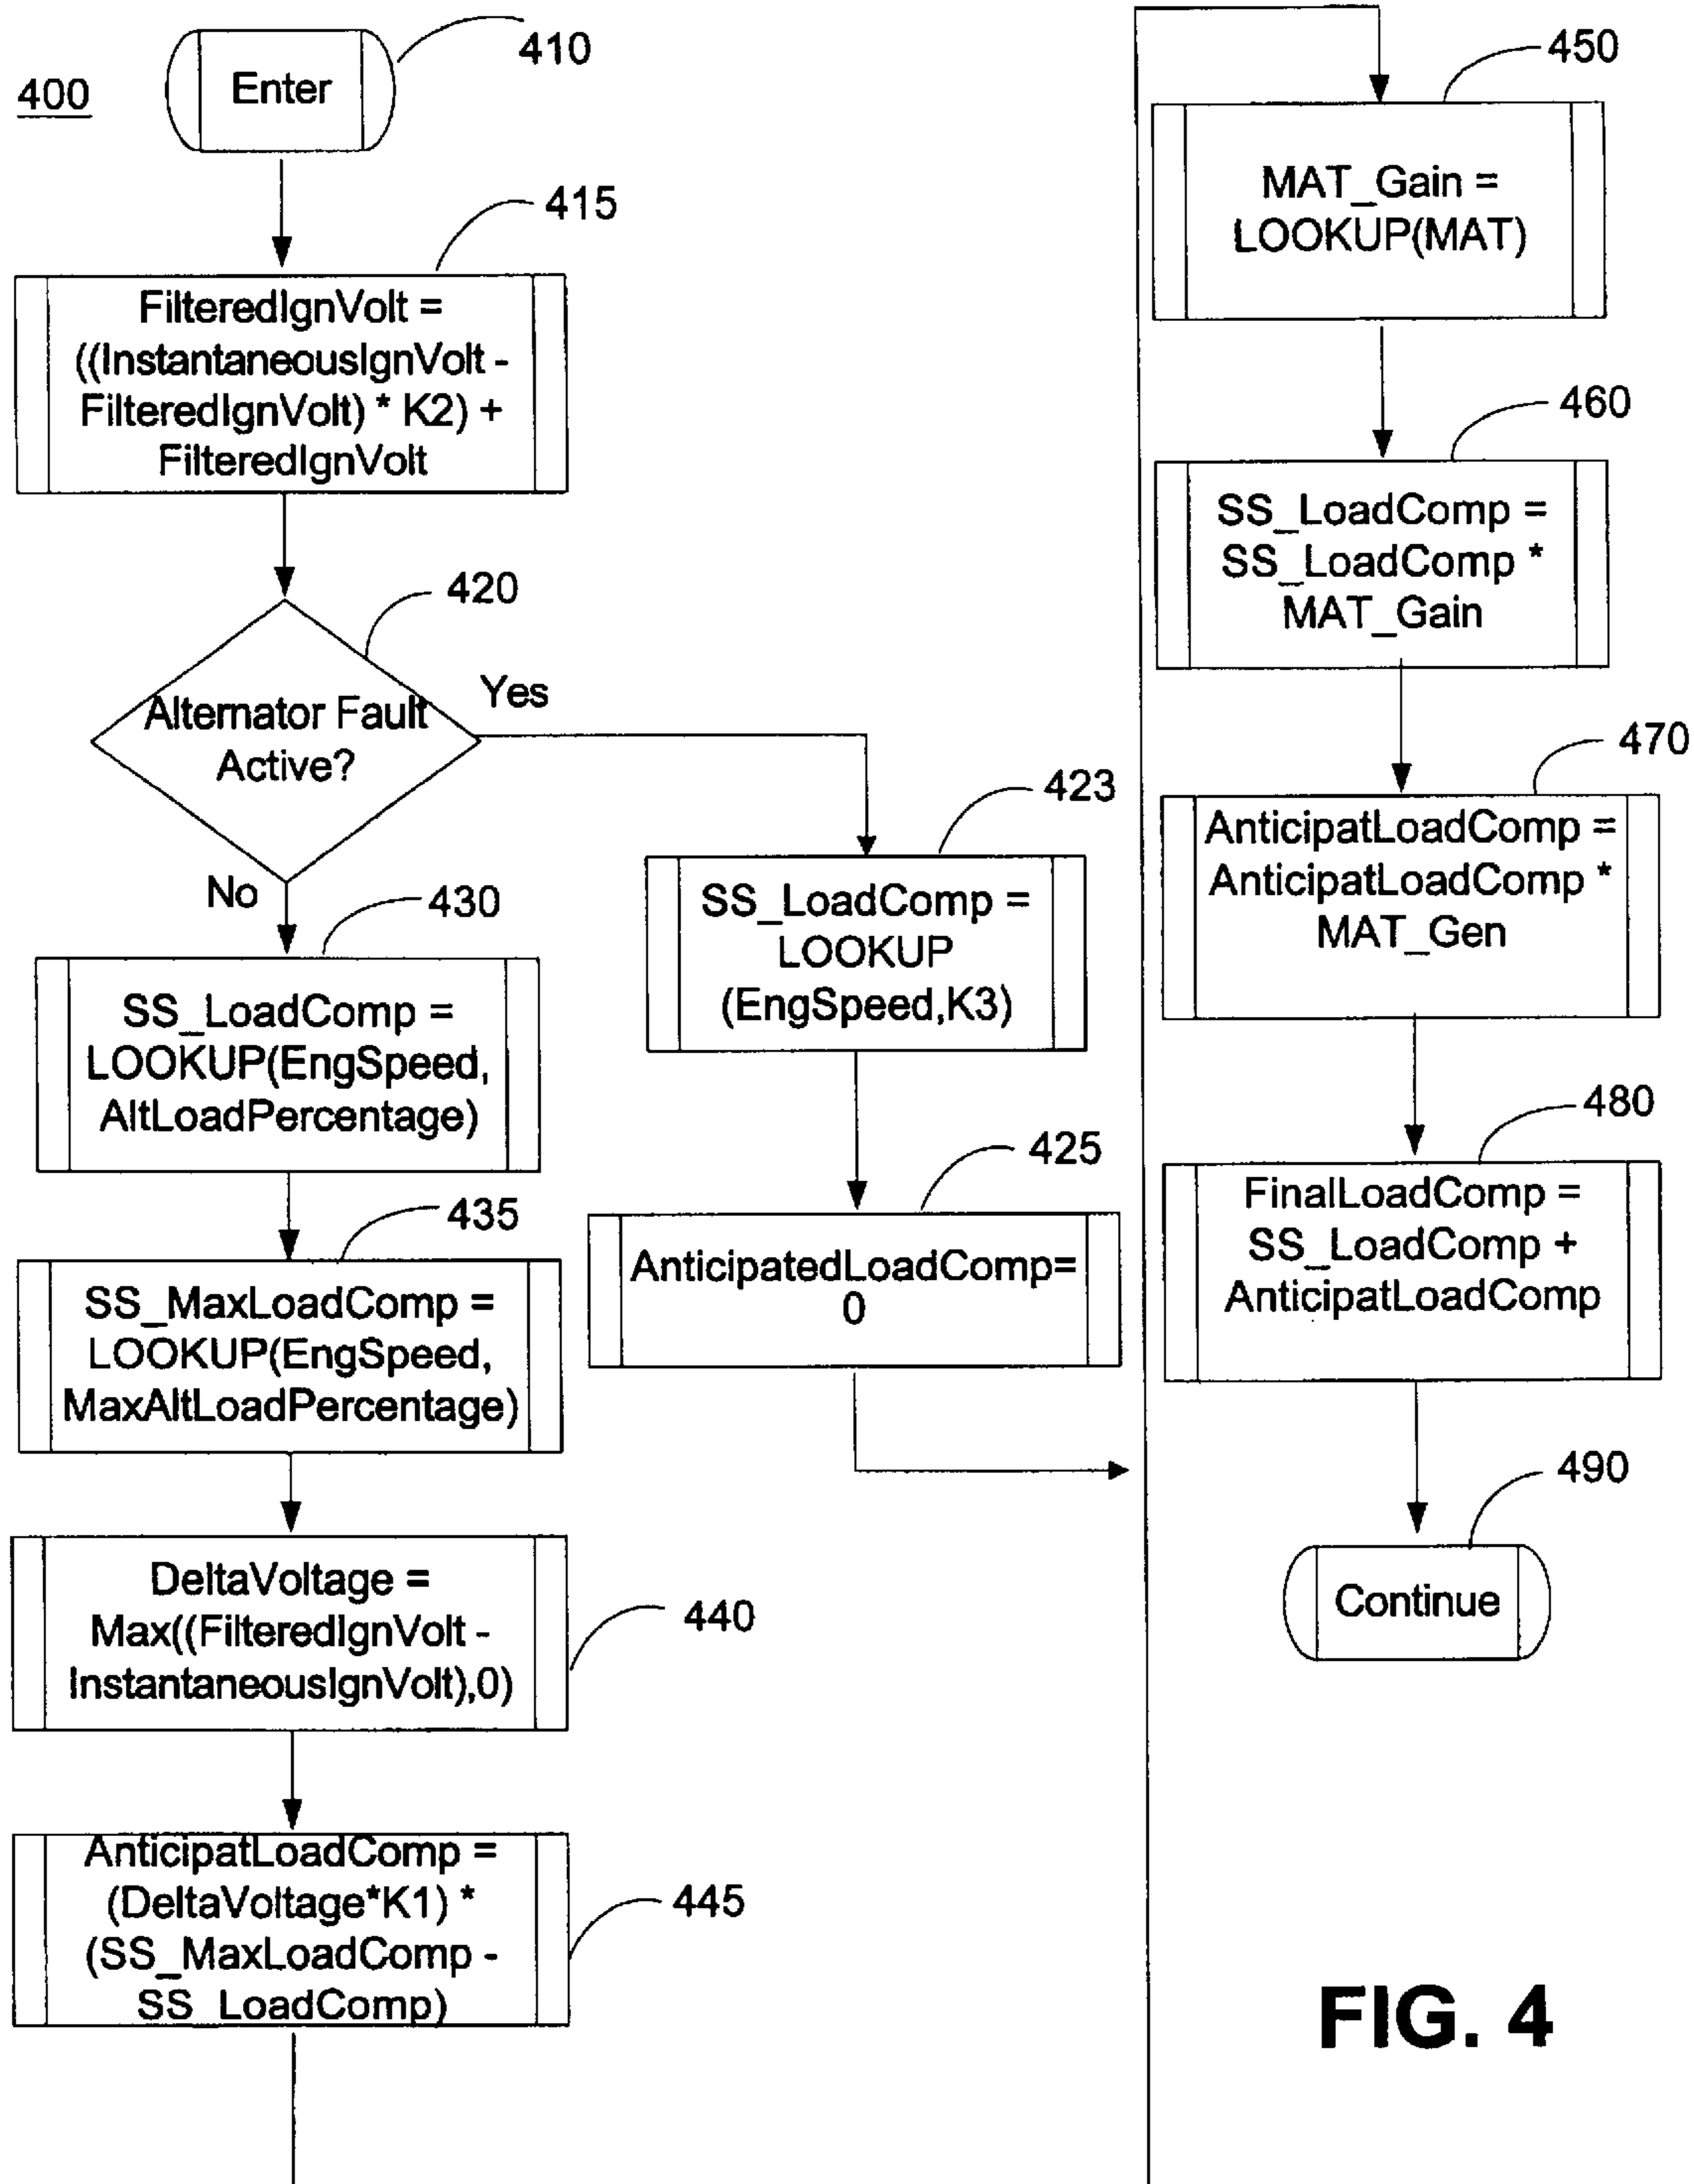 400
Enter
410
415
FilteredIgnVolt =
((InstantaneousIgnVolt -
FilteredIgnVolt) * K2) +
FilteredIgnVolt
420
Alternator Fault
Active?
Yes
No
423
SS_LoadComp =
LOOKUP
(EngSpeed,K3)
425
AnticipatedLoadComp=
0
430
SS_LoadComp =
LOOKUP(EngSpeed,
AltLoadPercentage)
435
SS_MaxLoadComp =
LOOKUP(EngSpeed,
MaxAltLoadPercentage)
440
DeltaVoltage =
Max((FilteredIgnVolt -
InstantaneousIgnVolt),0)
445
AnticipatLoadComp =
(DeltaVoltage*K1) *
(SS_MaxLoadComp -
SS_LoadComp)
450
MAT_Gain =
LOOKUP(MAT)
460
SS_LoadComp =
SS_LoadComp *
MAT_Gain
470
AnticipatLoadComp =
AnticipatLoadComp *
MAT_Gen
480
FinalLoadComp =
SS_LoadComp +
AnticipatLoadComp
490
Continue
FIG. 4